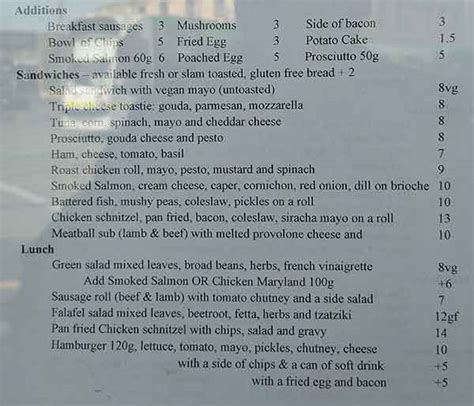 Additions
Breakfast sausages 3 Mushrooms 3 Side of bacon 3
Bowl of Chips 5 Fried Egg 3 Potato Cake 1.5
Smoked Salmon 60g 6 Poached Egg 5 Prosciutto 50g 5
Sandwiches – available fresh or slam toasted, gluten free bread + 2
Salad sandwich with vegan mayo (untoasted) 8vg
Triple cheese toastie: gouda, parmesan, mozzarella 8
Tuna, corn, spinach, mayo and cheddar cheese 8
Prosciutto, gouda cheese and pesto 8
Ham, cheese, tomato, basil 7
Roast chicken roll, mayo, pesto, mustard and spinach 9
Smoked Salmon, cream cheese, caper, cornichon, red onion, dill on brioche 10
Battered fish, mushy peas, coleslaw, pickles on a roll 10
Chicken schnitzel, pan fried, bacon, coleslaw, siracha mayo on a roll 13
Meatball sub (lamb & beef) with melted provolone cheese and 10
Lunch
Green salad mixed leaves, broad beans, herbs, french vinaigrette 8vg
Add Smoked Salmon OR Chicken Maryland 100g +6
Sausage roll (beef & lamb) with tomato chutney and a side salad 7
Falafel salad mixed leaves, beetroot, fetta, herbs and tzatziki 12gf
Pan fried Chicken schnitzel with chips, salad and gravy 14
Hamburger 120g, lettuce, tomato, mayo, pickles, chutney, cheese 10
with a side of chips & a can of soft drink +5
with a fried egg and bacon +5